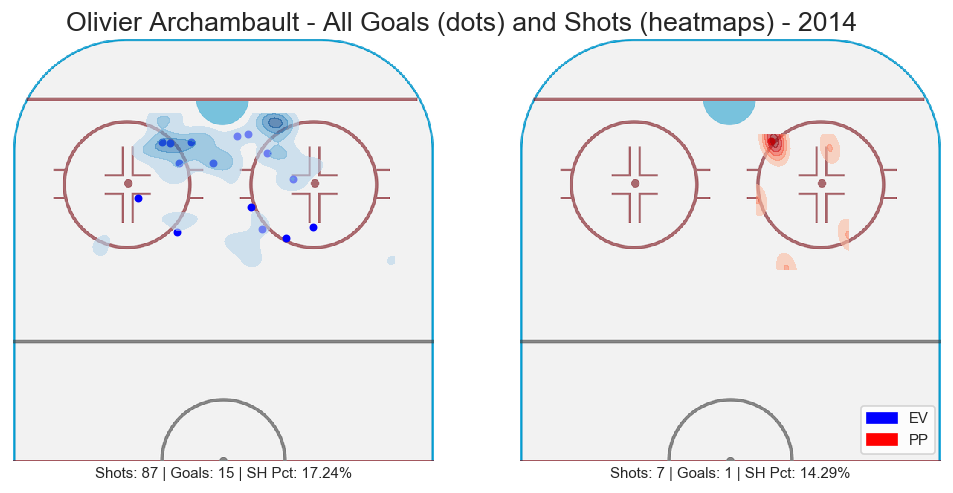 Olivier Archambault - All Goals (dots) and Shots (heatmaps) - 2014
EV
PP
Shots: 87 | Goals: 15 | SH Pct: 17.24%
Shots: 7 | Goals: 1 | SH Pct: 14.29%